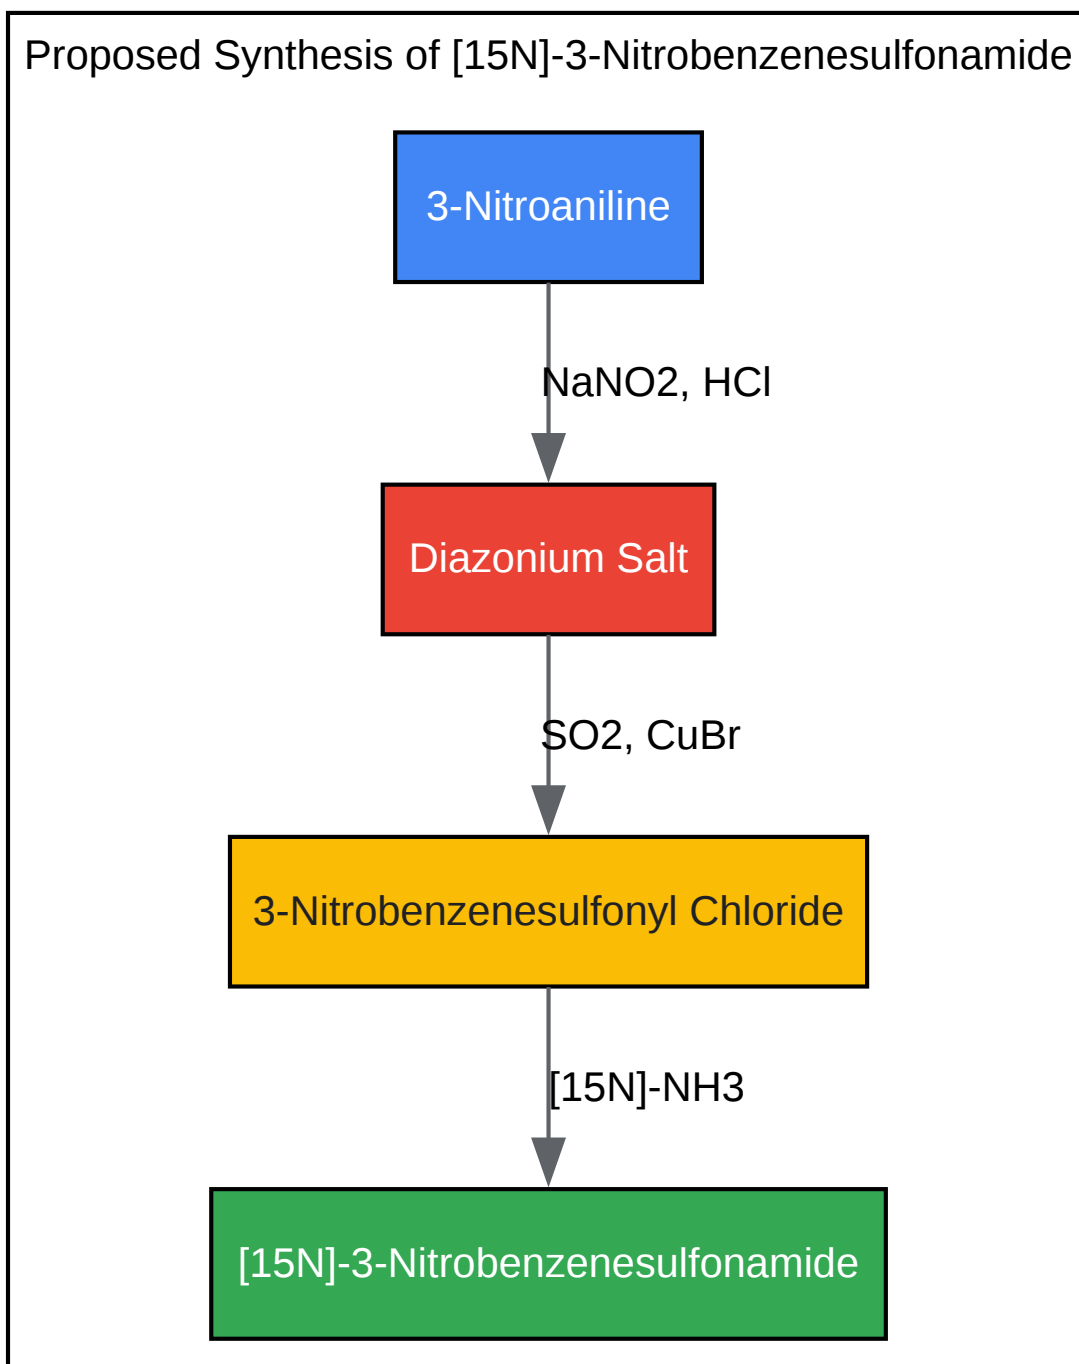 Proposed Synthesis of [15N]-3-Nitrobenzenesulfonamide
3-Nitroaniline
NaNO2, HCl
Diazonium Salt
SO2, CuBr
3-Nitrobenzenesulfonyl Chloride
[15N]-NH3
[15N]-3-Nitrobenzenesulfonamide